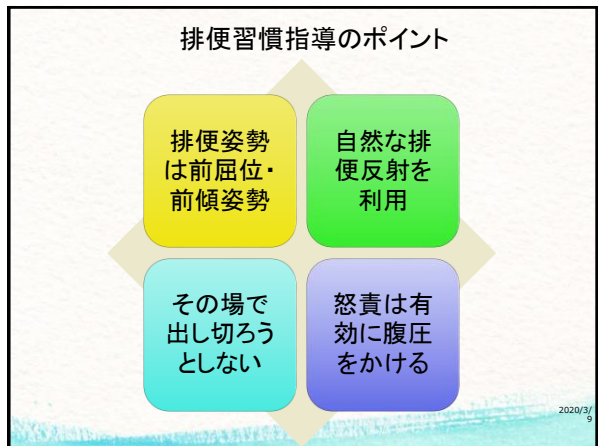 排便習慣指導のポイント
排便姿勢
は前屈位・
前傾姿勢
自然な排
便反射を
利用
その場で
出し切ろう
としない
怒責は有
効に腹圧
をかける
2020/3/
9